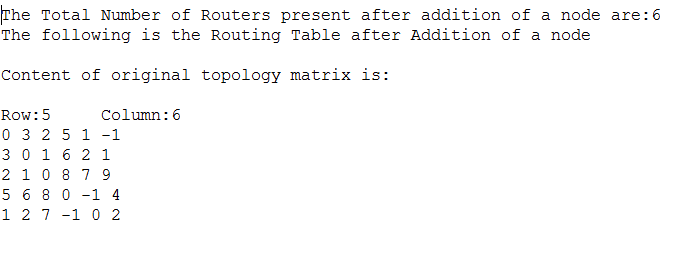 The Total Number of Routers present after addition of a node are:6
The following is the Routing Table after Addition of a node
Content of original topology matrix is:
Row:5     Column:6
0 3 2 5 1 -1
3 0 1 6 2 1
2 1 0 8 7 9
5 6 8 0 -1 4
1 2 7 -1 0 2